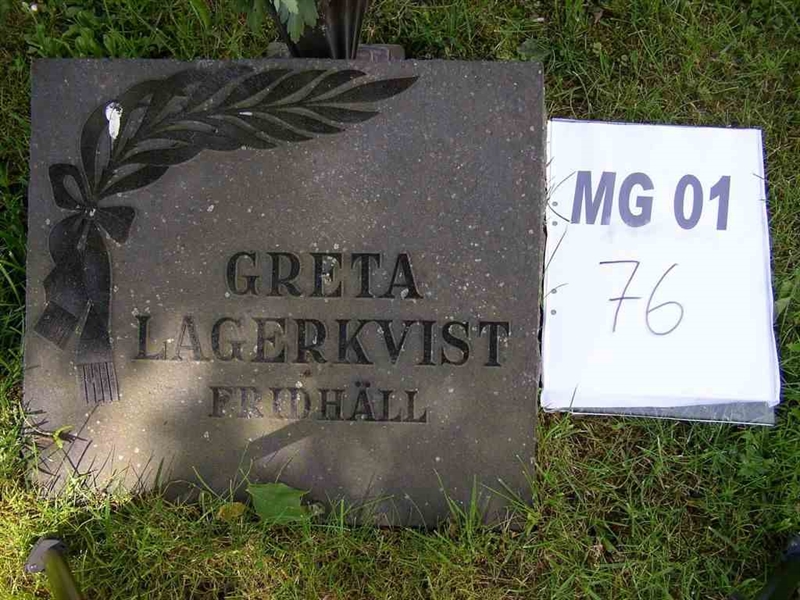 GRETA
LAGERKVIST
FRIDHÄLL
MG 01
76